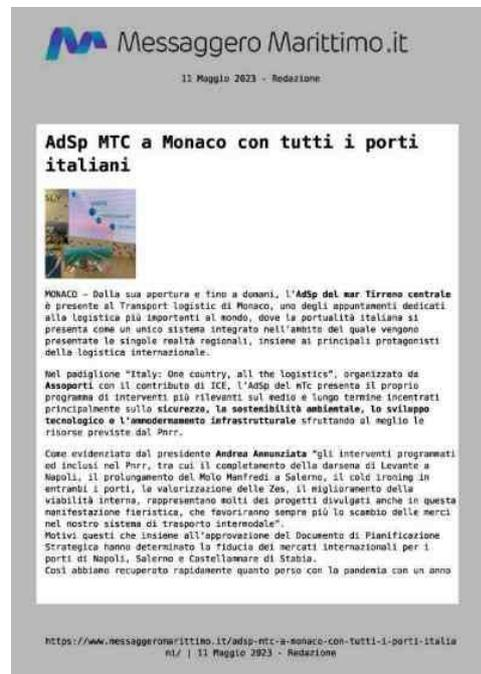 Messaggero Marittimo.it
11 Maggio 2023 - Redazione
AdSp MTC a Monaco con tutti i porti
italiani
MONACO – Dalla sua apertura e fino a domani, l'AdSp del mar Tirreno centrale
è presente al Transport logistic di Monaco, uno degli appuntamenti dedicati
alla logistica più importanti al mondo, dove la portualità italiana si
presenta come un unico sistema integrato nell'ambito del quale vengono
presentate le singole realtà regionali, insieme ai principali protagonisti
della logistica internazionale.
Nel padiglione "Italy: One country, all the logistics", organizzato da
Assoporti con il contributo di ICE, l'AdSp del mTc presenta il proprio
programma di interventi più rilevanti sul medio e lungo termine incentrati
principalmente sulla sicurezza, la sostenibilità ambientale, lo sviluppo
tecnologico e l'ammodernamento infrastrutturale sfruttando al meglio le
risorse previste dal Pnrr.
Come evidenziato dal presidente Andrea Annunziata "gli interventi programmati
ed inclusi nel Pnrr, tra cui il completamento della darsena di Levante a
Napoli, il prolungamento del Molo Manfredi a Salerno, il cold ironing in
entrambi i porti, la valorizzazione delle Zes, il miglioramento della
viabilità interna, rappresentano molti dei progetti divulgati anche in questa
manifestazione fieristica, che favoriranno sempre più lo scambio delle merci
nel nostro sistema di trasporto intermodale".
Motivi questi che insieme all'approvazione del Documento di Pianificazione
Strategica hanno determinato la fiducia dei mercati internazionali per i
porti di Napoli, Salerno e Castellammare di Stabia.
Così abbiamo recuperato rapidamente quanto perso con la pandemia con un anno
https://www.messaggeromarittimo.it/adsp-mtc-a-monaco-con-tutti-i-porti-italia
ni/ | 11 Maggio 2023 - Redazione